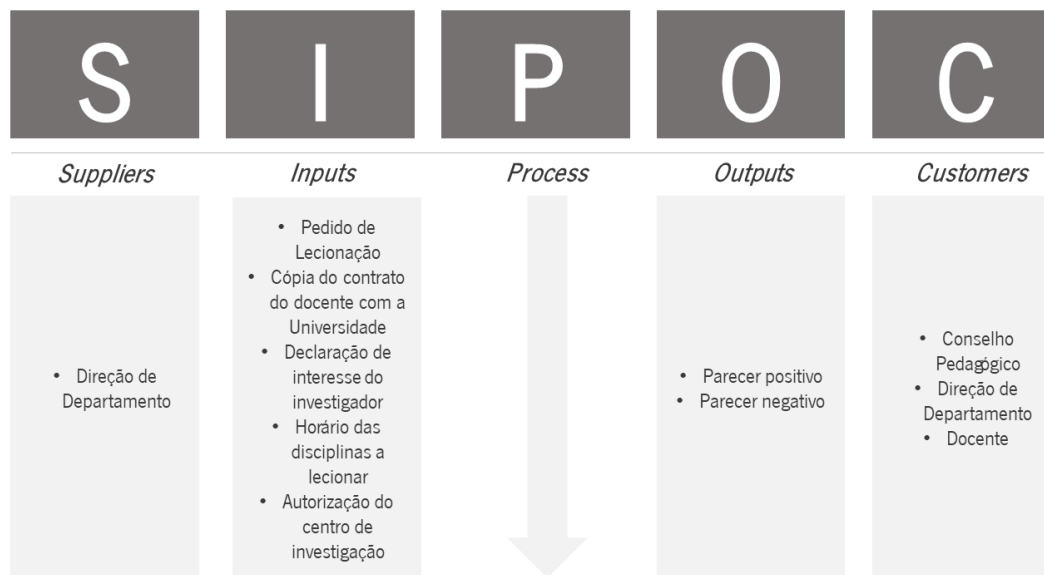 S
I
P
O
C
Suppliers
Inputs
Process
Outputs
Customers
• Direção de
Departamento
• Pedido de
Lecionação
• Cópia do contrato
do docente com a
Universidade
• Declaração de
interesse do
investigador
• Horário das
disciplinas a
lecionar
• Autorização do
centro de
investigação
• Parecer positivo
• Parecer negativo
• Conselho
Pedagógico
• Direção de
Departamento
• Docente